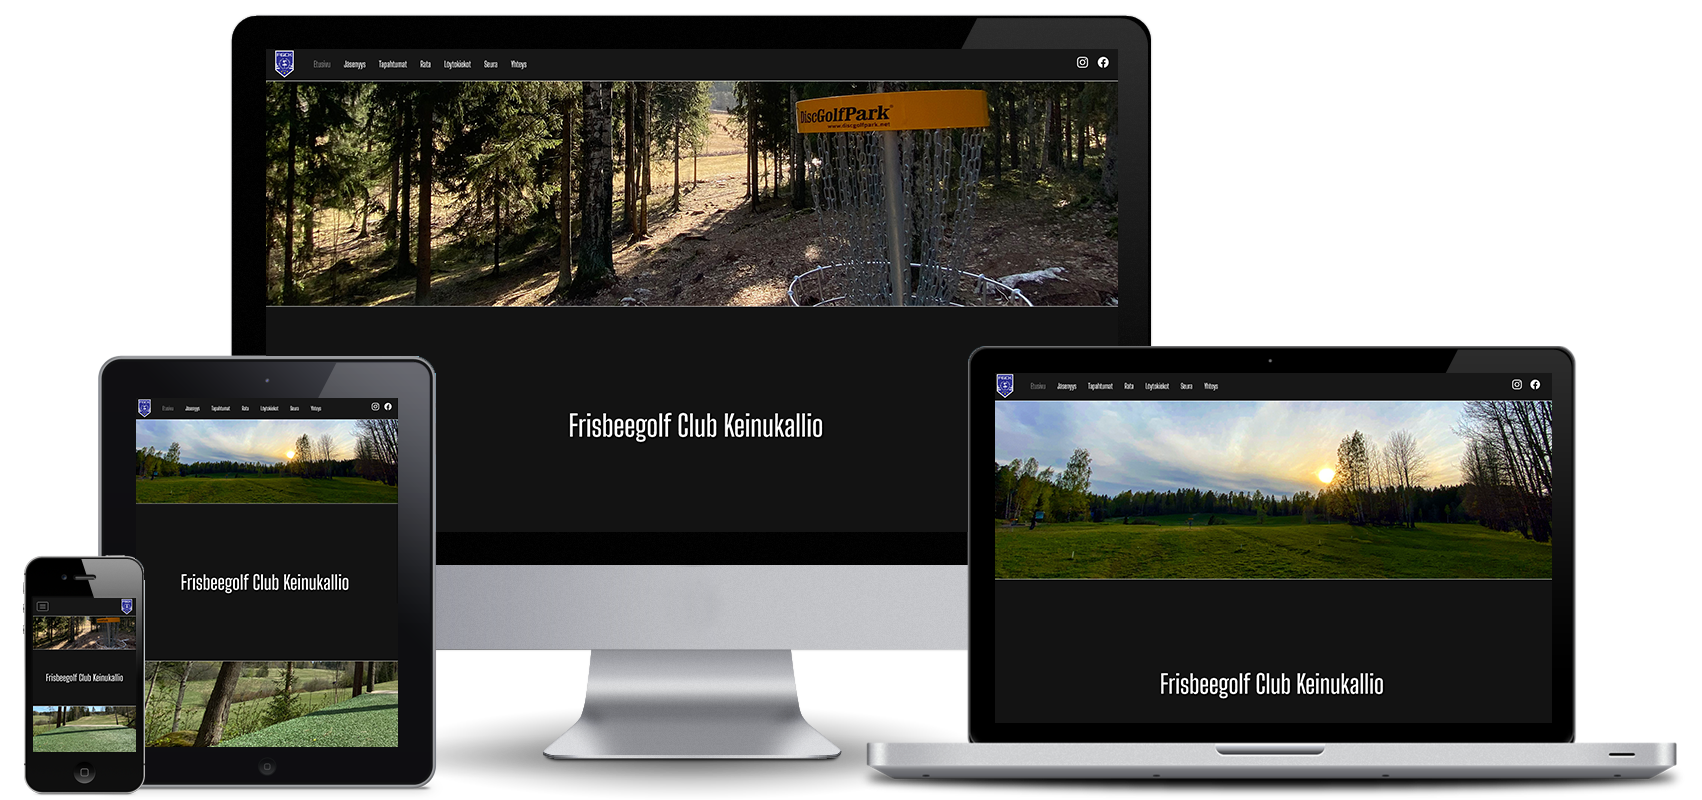 Etusivu Jäsenyys Tapahtumat Rata Löytökiekot Seura Yhteys
DiscGolfPark
www.discgolfpark.net
Frisbeegolf Club Keinukallio
Etusivu Jäsenyys Tapahtumat Rata Löytökiekot Seura Yhteys
Frisbeegolf Club Keinukallio
Etusivu Jäsenyys Tapahtumat Rata Löytökiekot Seura Yhteys
Frisbeegolf Club Keinukallio
Frisbeegolf Club Keinukallio